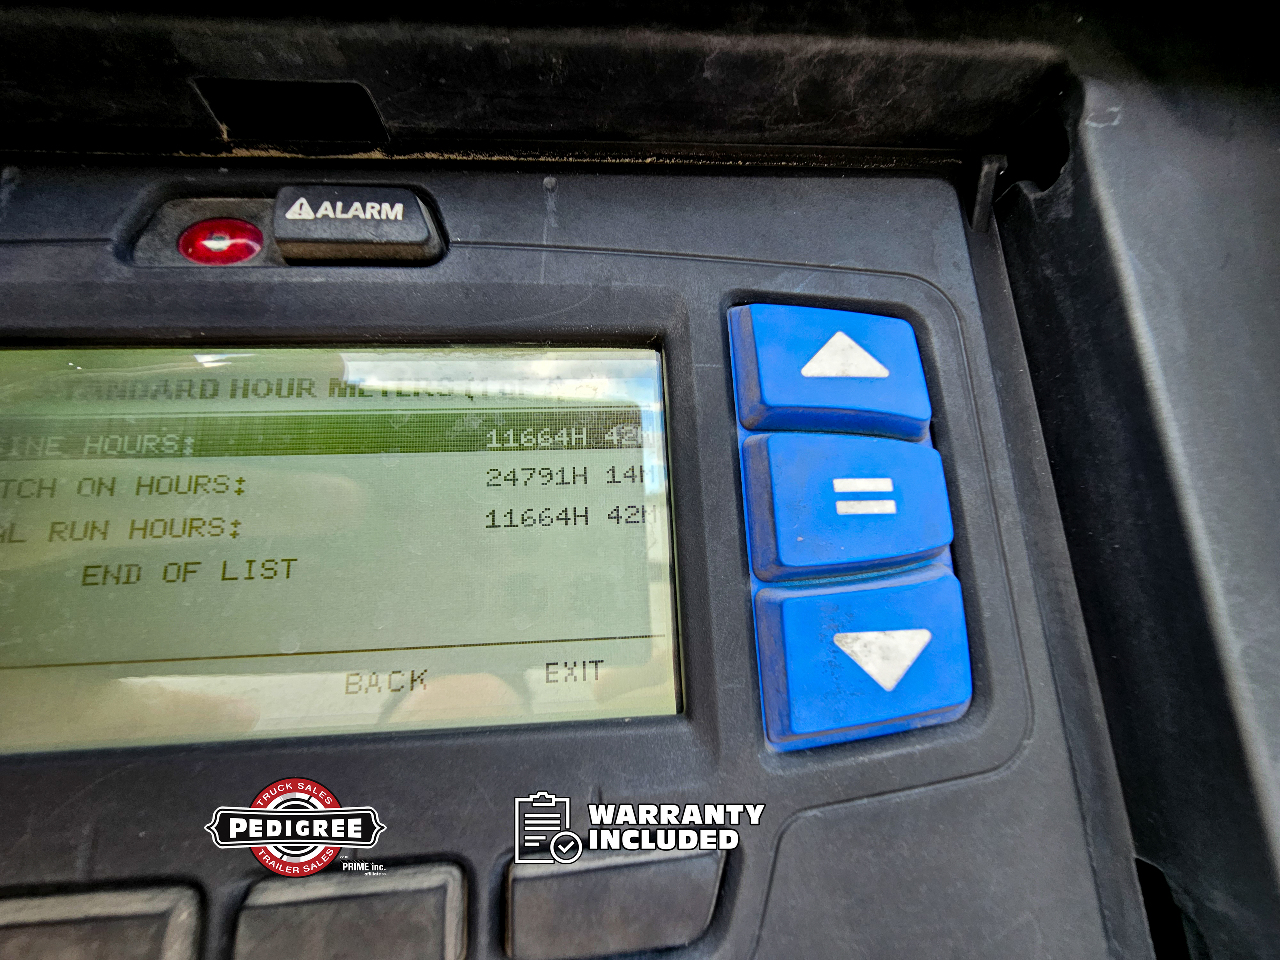 ALARM
STANDARD HOUR METERS
INE HOURS: 11664H 42M
TCH ON HOURS: 24791H 14M
AL RUN HOURS: 11664H 42M
END OF LIST
BACK EXIT
TRUCK SALES
PEDIGREE
TRAILER SALES
PRIME inc.
WARRANTY
INCLUDED